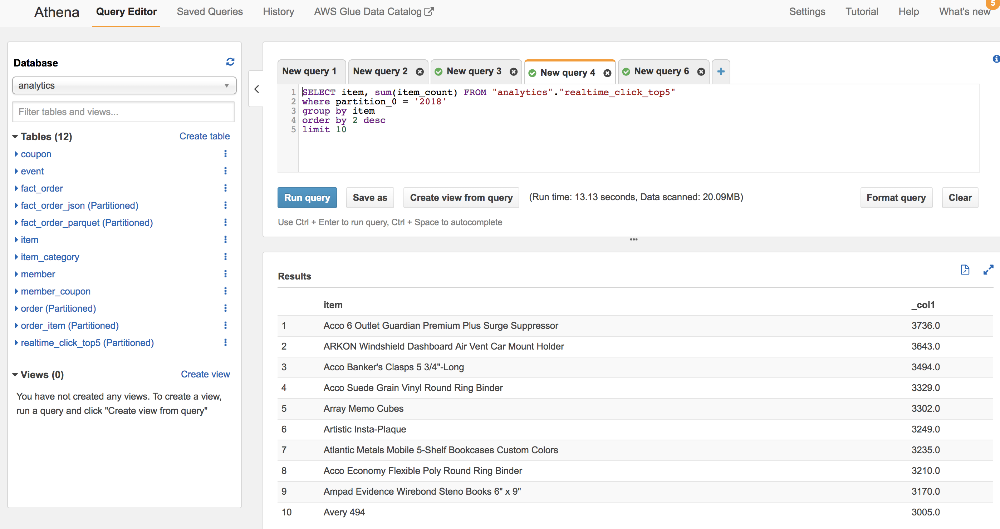 Athena Query Editor Saved Queries History AWS Glue Data Catalog Settings Tutorial Help What's new 5
Database
analytics
Filter tables and views...
Tables (12) Create table
coupon
event
fact_order
fact_order_json (Partitioned)
fact_order_parquet (Partitioned)
item
item_category
member
member_coupon
order (Partitioned)
order_item (Partitioned)
realtime_click_top5 (Partitioned)
Views (0) Create view
You have not created any views. To create a view,
run a query and click "Create view from query"
New query 1 New query 2 New query 3 New query 4 New query 6
1 SELECT item, sum(item_count) FROM "analytics"."realtime_click_top5"
2 where partition_0 = '2018'
3 group by item
4 order by 2 desc
5 limit 10
Run query Save as Create view from query (Run time: 13.13 seconds, Data scanned: 20.09MB) Format query Clear
Use Ctrl + Enter to run query, Ctrl + Space to autocomplete
Results
item _col1
1 Acco 6 Outlet Guardian Premium Plus Surge Suppressor 3736.0
2 ARKON Windshield Dashboard Air Vent Car Mount Holder 3643.0
3 Acco Banker's Clasps 5 3/4"-Long 3494.0
4 Acco Suede Grain Vinyl Round Ring Binder 3329.0
5 Array Memo Cubes 3302.0
6 Artistic Insta-Plaque 3249.0
7 Atlantic Metals Mobile 5-Shelf Bookcases Custom Colors 3235.0
8 Acco Economy Flexible Poly Round Ring Binder 3210.0
9 Ampad Evidence Wirebond Steno Books 6" x 9" 3170.0
10 Avery 494 3005.0